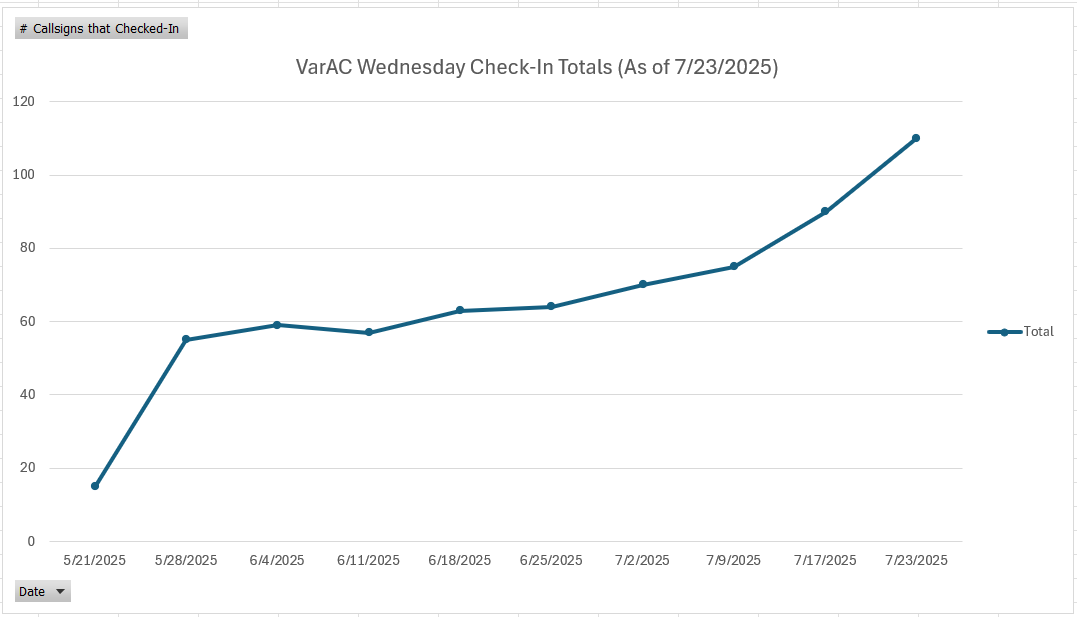 # Callsigns that Checked-In
VarAC Wednesday Check-In Totals (As of 7/23/2025)
120
100
80
60
40
20
0
5/21/2025 5/28/2025 6/4/2025 6/11/2025 6/18/2025 6/25/2025 7/2/2025 7/9/2025 7/17/2025 7/23/2025
Total
Date